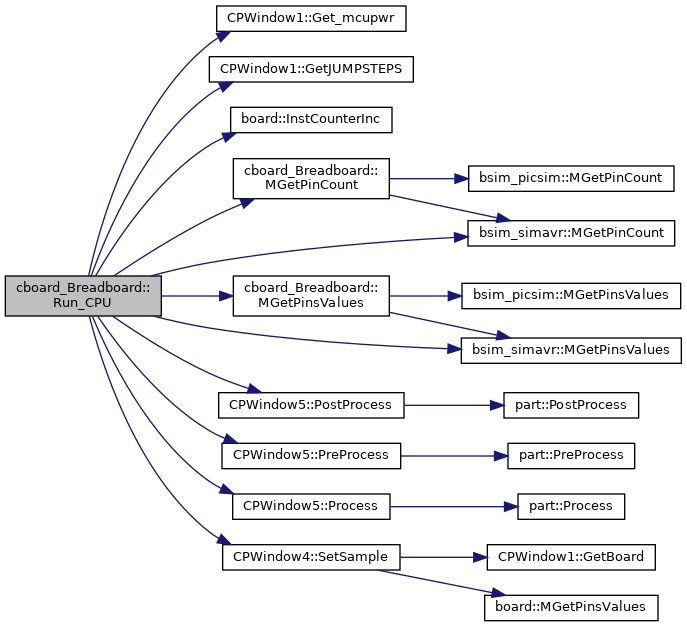 CPWindow1::Get_mcupwr
CPWindow1::GetJUMPSTEPS
board::InstCounterInc
cboard_Breadboard::
MGetPinCount
bsim_picsim::MGetPinCount
bsim_simavr::MGetPinCount
cboard_Breadboard::
Run_CPU
cboard_Breadboard::
MGetPinsValues
bsim_picsim::MGetPinsValues
bsim_simavr::MGetPinsValues
CPWindow5::PostProcess
part::PostProcess
CPWindow5::PreProcess
part::PreProcess
CPWindow5::Process
part::Process
CPWindow4::SetSample
CPWindow1::GetBoard
board::MGetPinsValues